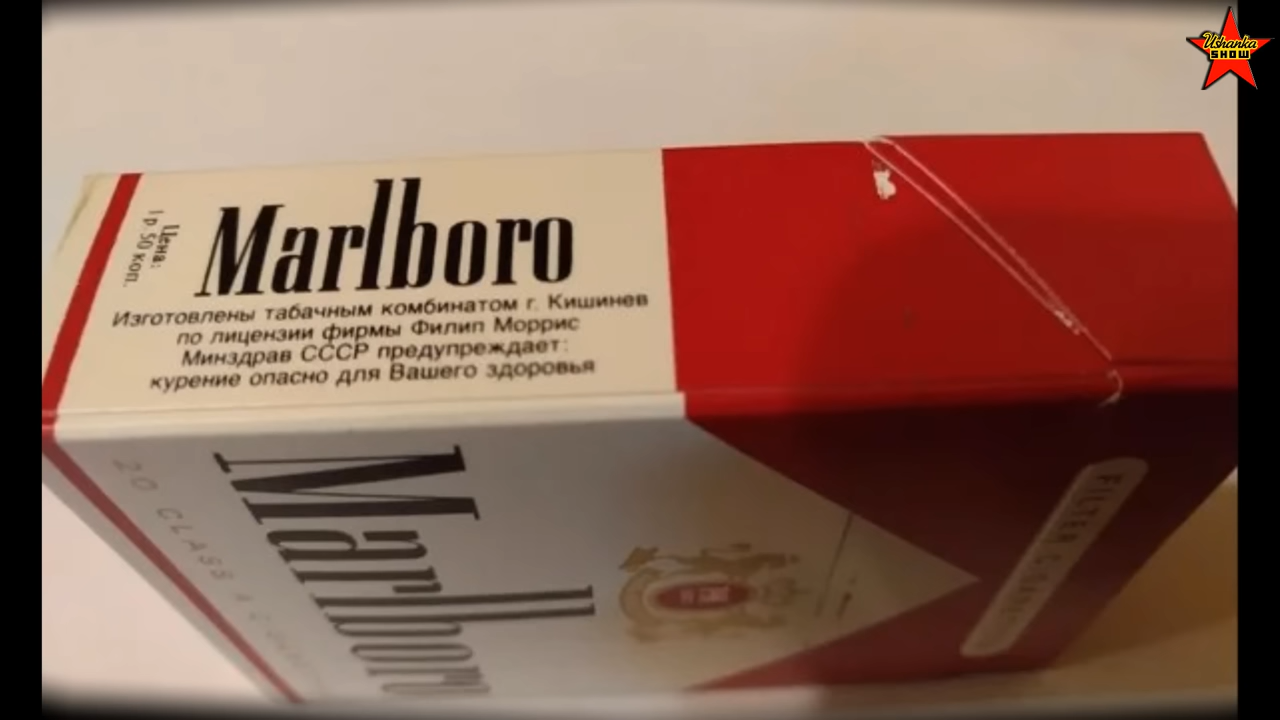 Ushanka
SHOW
Цена:
1 р. 50 коп.
Marlboro
Изготовлены табачным комбинатом г. Кишинев
по лицензии фирмы Филип Моррис
Минздрав СССР предупреждает:
курение опасно для Вашего здоровья
Marlboro
20 CLASS A
FILTER